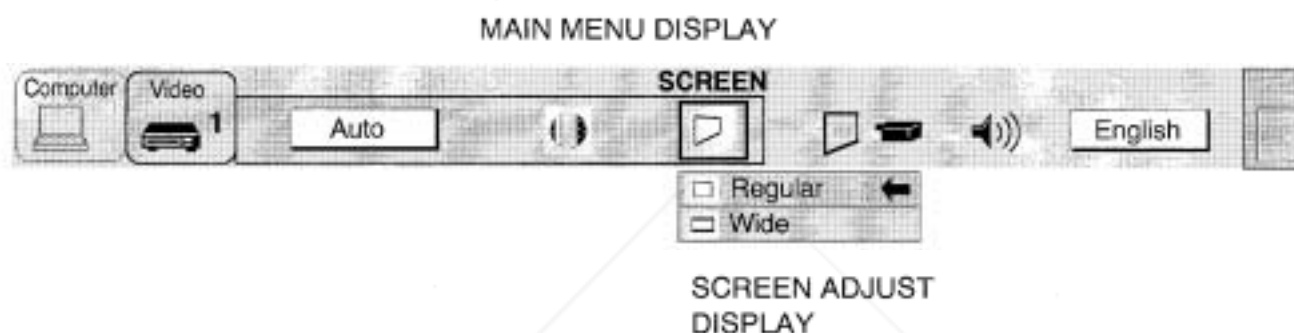 MAIN MENU DISPLAY
SCREEN
Computer Video
1 Auto English
Regular
Wide
SCREEN ADJUST
DISPLAY